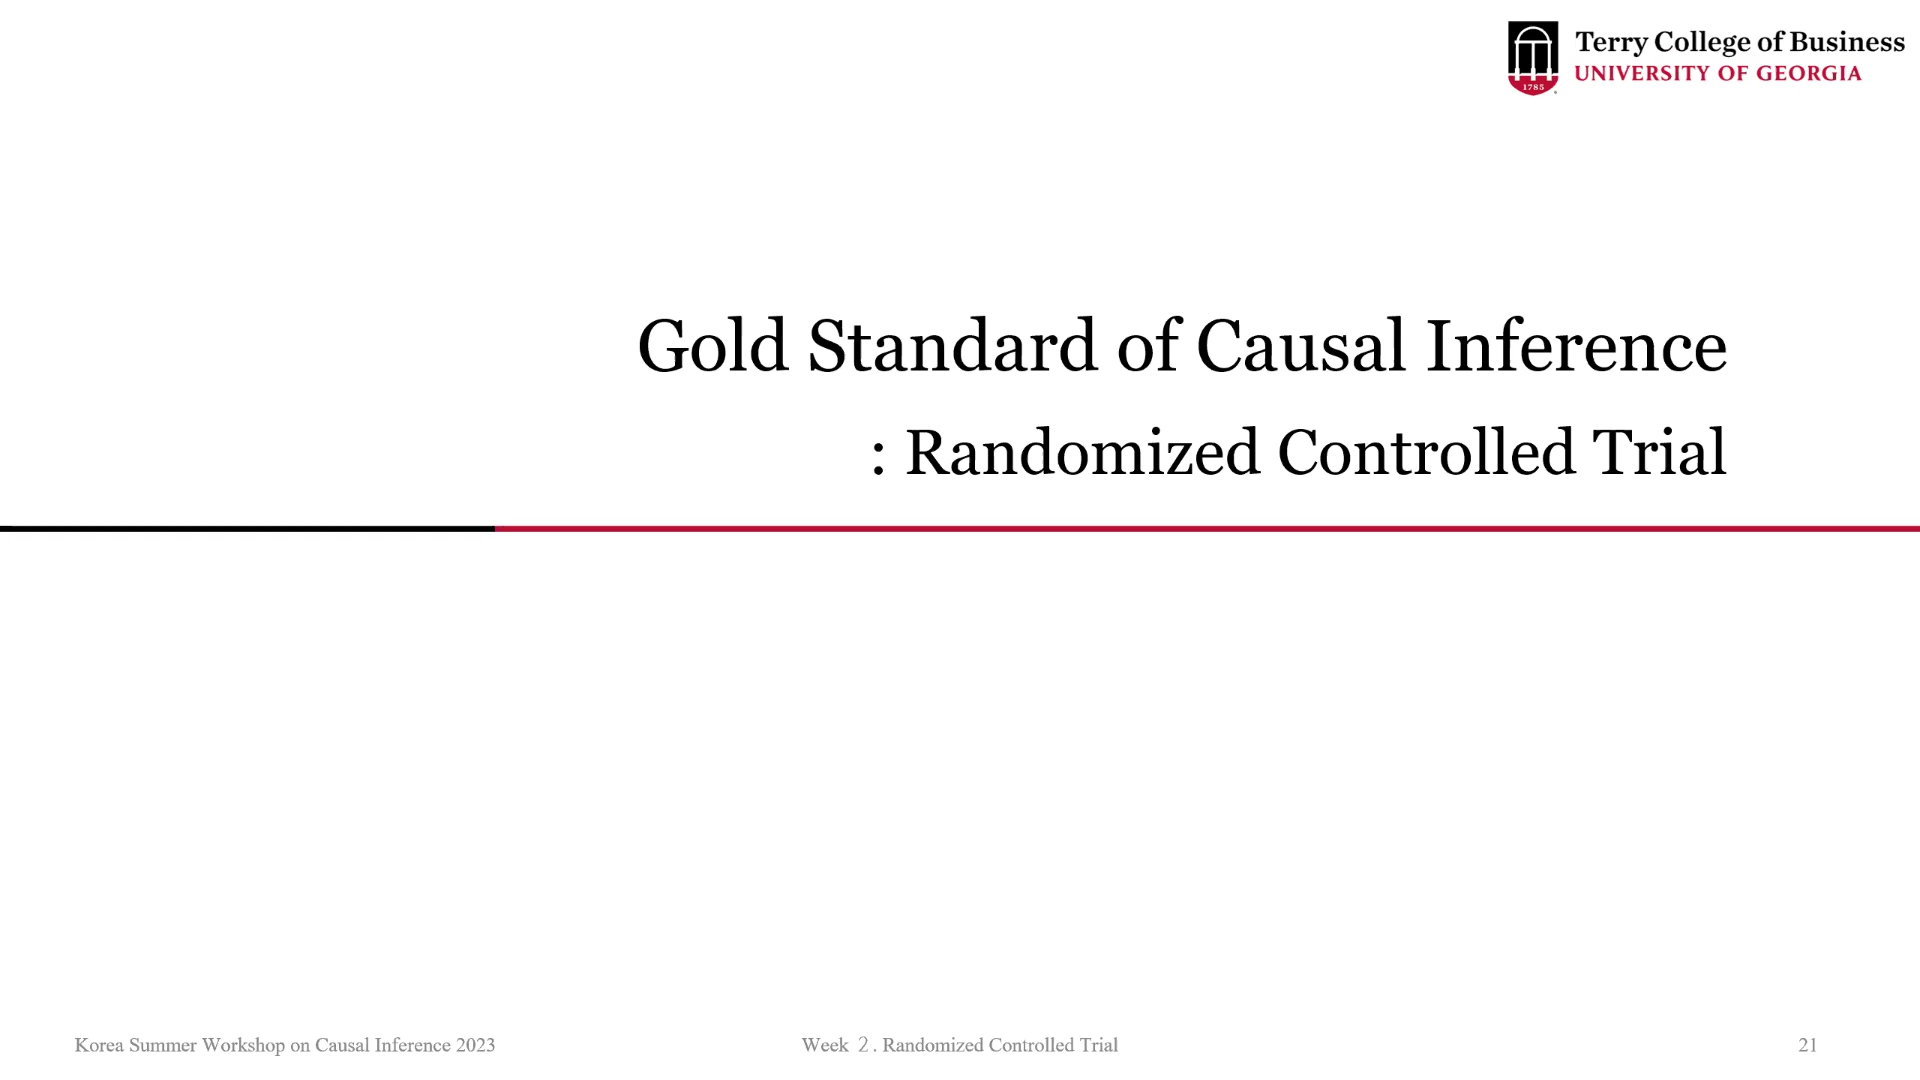 Terry College of Business
UNIVERSITY OF GEORGIA
1785
Gold Standard of Causal Inference
: Randomized Controlled Trial
Korea Summer Workshop on Causal Inference 2023
Week 2. Randomized Controlled Trial
21